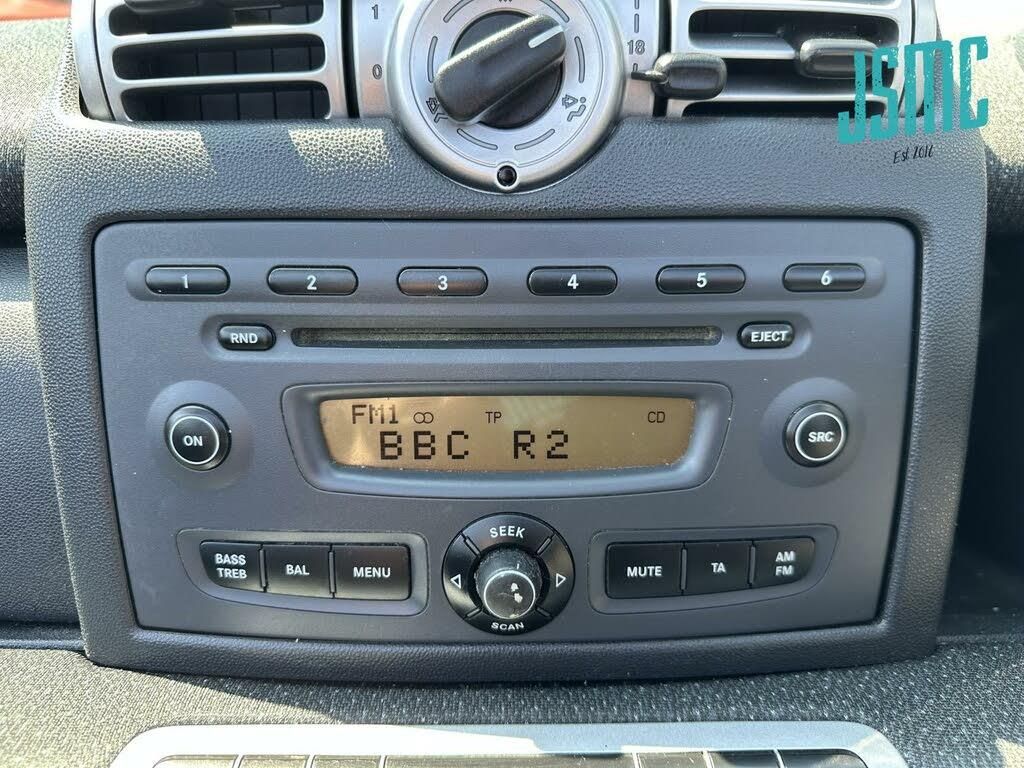 1
0
18
JSMC
Est 2012
1 2 3 4 5 6
RND EJECT
FM1 TP CD
BBC R2
ON SRC
SEEK
BASS
TREB
BAL MENU
MUTE TA
AM
FM
SCAN